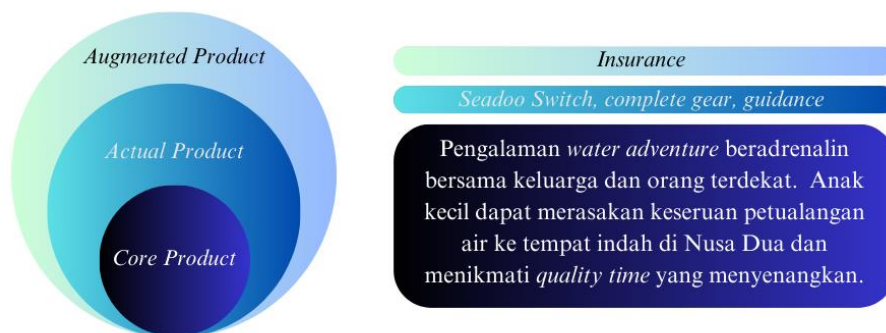 Augmented Product
Actual Product
Core Product
Insurance
Seadoo Switch, complete gear, guidance
Pengalaman water adventure beradrenalin
bersama keluarga dan orang terdekat. Anak
kecil dapat merasakan keseruan petualangan
air ke tempat indah di Nusa Dua dan
menikmati quality time yang menyenangkan.